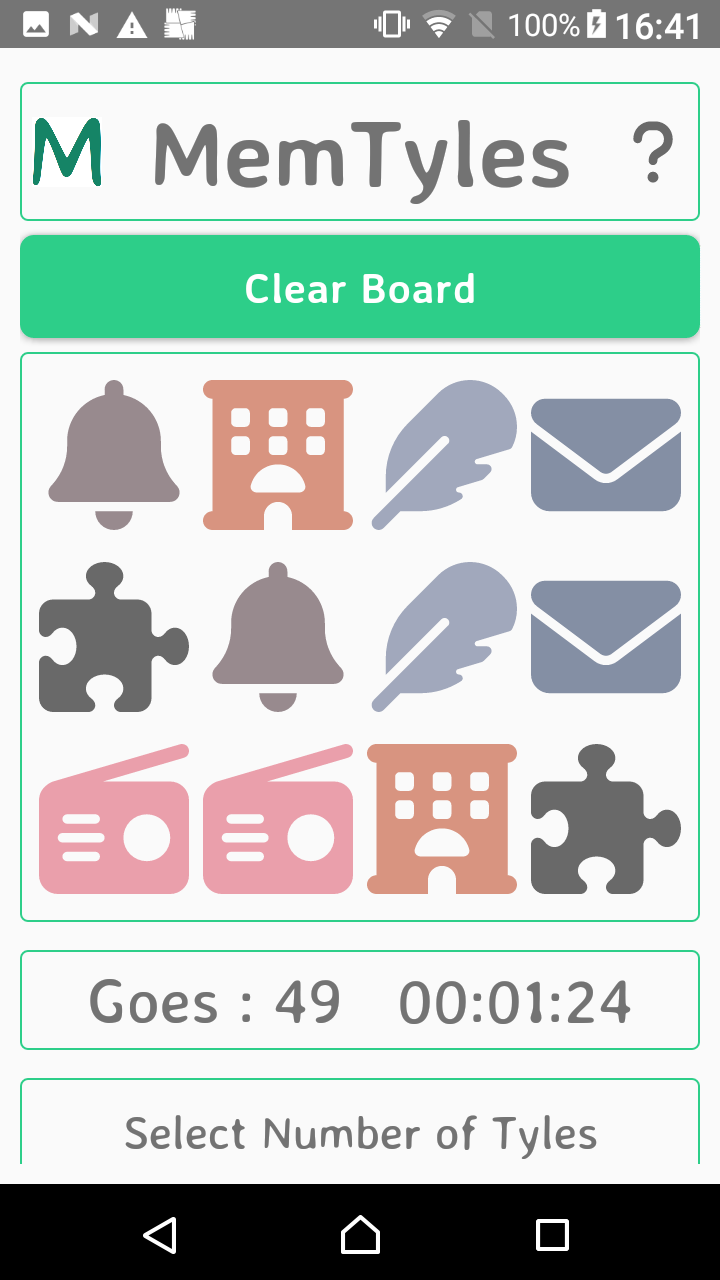 100% 16:41
M MemTyles ?
Clear Board
Goes : 49 00:01:24
Select Number of Tyles